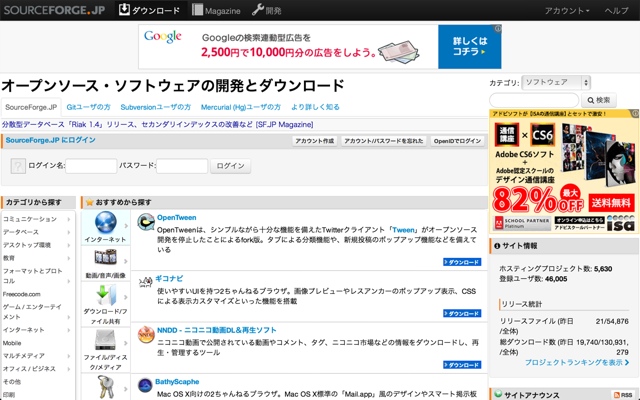 SOURCEFORGE.JP
ダウンロード
Magazine
開発
アカウント
ヘルプ
Google
Googleの検索連動型広告を
2,500円で10,000円分の広告をしよう。
詳しくは
コチラ
オープンソース・ソフトウェアの開発とダウンロード
カテゴリ: ソフトウェア
検索
SourceForge.JP
Gitユーザの方
Subversionユーザの方
Mercurial (Hg)ユーザの方
より詳しく知る
分散型データベース「Riak 1.4」リリース、セカンダリインデックスの改善など [SF.JP Magazine]
SourceForge.JP にログイン
アカウント作成
アカウント/パスワードを忘れた
OpenIDでログイン
ログイン名:
パスワード:
ログイン
アドビソフトが【ISAの通信講座】とセットで激安!
通信講座 × CS6
Adobe CS6ソフト
+
Adobe認定スクールの
デザイン通信講座
最大
82% OFF
送料無料
SCHOOL PARTNER
Platinum
オンライン申込はこちら
アドビスクールパートナー
isa
カテゴリから探す
コミュニケーション
データベース
デスクトップ環境
教育
フォーマットとプロトコル
Freecode.com
ゲーム/エンターテイメント
インターネット
Mobile
マルチメディア
オフィス/ビジネス
その他
印刷
おすすめから探す
インターネット
動画/音声/画像
ダウンロード/ファイル共有
ファイル/ディスク/メディア
OpenTween
OpenTweenは、シンプルながら十分な機能を備えたTwitterクライアント「Tween」がオープンソース
開発を停止したことによるfork版。タブによる分類機能や、新規投稿のポップアップ機能などを備えて
いる
ダウンロード
ギコナビ
使いやすいUIを持つ2ちゃんねるブラウザ。画像プレビューやレスアンカーのポップアップ表示、CSS
による表示カスタマイズといった機能を搭載
ダウンロード
NNDD - ニコニコ動画DL&再生ソフト
ニコニコ動画で公開されている動画やコメント、タグ、ニコニコ市場などの情報をダウンロードし、再
生・管理するツール
ダウンロード
BathyScaphe
Mac OS X向けの2ちゃんねるブラウザ。Mac OS X標準の「Mail.app」風のデザインやスマート掲示板
サイト情報
ホスティングプロジェクト数: 5,630
登録ユーザ数: 46,005
リリース統計
リリースファイル (昨日/全体) 21/54,876
総ダウンロード数 (昨日/全体) 19,740/130,931,279
プロジェクトランキングを表示
サイトアナウンス
RSS